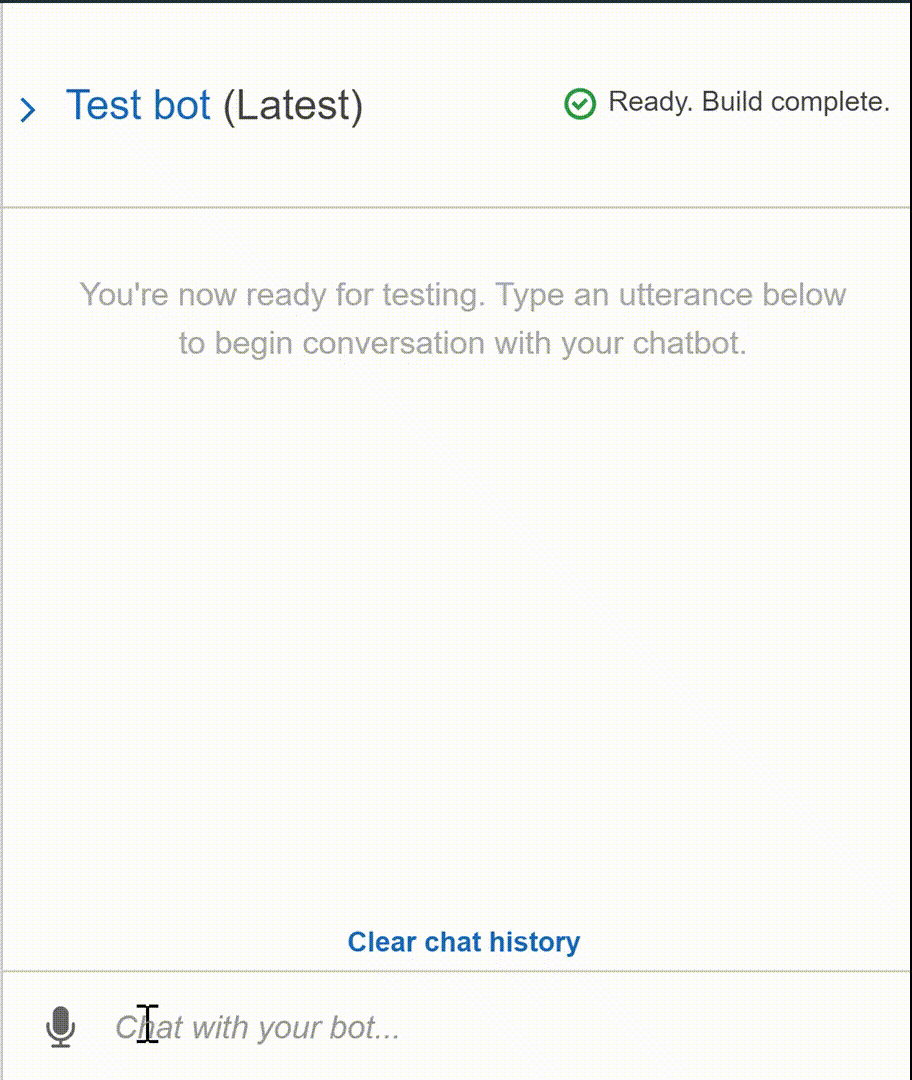 Test bot (Latest)
Ready. Build complete.
You're now ready for testing. Type an utterance below
to begin conversation with your chatbot.
Clear chat history
Chat with your bot...